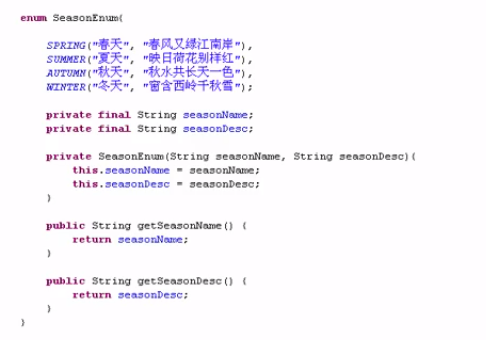 enum SeasonEnum{
SPRING("春天", "春风又绿江南岸"),
SUMMER("夏天", "映日荷花别样红"),
AUTUMN("秋天", "秋水共长天一色"),
WINTER("冬天", "窗含西岭千秋雪");
private final String seasonName;
private final String seasonDesc;
private SeasonEnum(String seasonName, String seasonDesc){
this.seasonName = seasonName;
this.seasonDesc = seasonDesc;
}
public String getSeasonName() {
return seasonName;
}
public String getSeasonDesc() {
return seasonDesc;
}
}